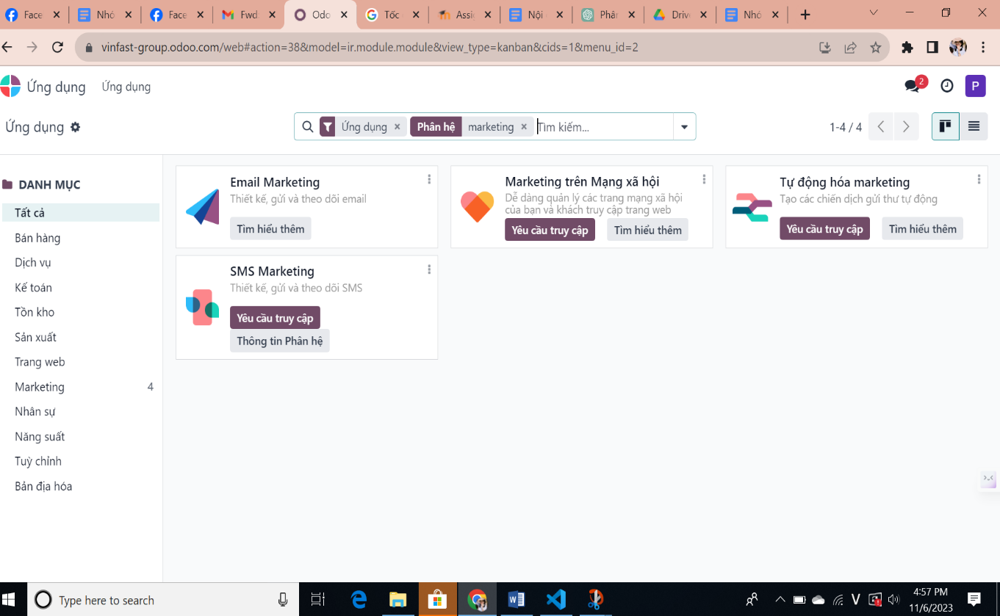 Face
Nhó
Face
Fwd:
Odo
Tốc
Assig
Nội
Phân
Drive
Nhó
vinfast-group.odoo.com/web#action=38&model=ir.module.module&view_type=kanban&cids=1&menu_id=2
Ứng dụng
Ứng dụng
2
P
Ứng dụng
Ứng dụng
Phân hệ
marketing
Tìm kiếm...
1-4 / 4
DANH MỤC
Tất cả
Bán hàng
Dịch vụ
Kế toán
Tồn kho
Sản xuất
Trang web
Marketing 4
Nhân sự
Năng suất
Tuỳ chỉnh
Bản địa hóa
Email Marketing
Thiết kế, gửi và theo dõi email
Tìm hiểu thêm
Marketing trên Mạng xã hội
Dễ dàng quản lý các trang mạng xã hội
của bạn và khách truy cập trang web
Yêu cầu truy cập
Tìm hiểu thêm
Tự động hóa marketing
Tạo các chiến dịch gửi thư tự động
Yêu cầu truy cập
Tìm hiểu thêm
SMS Marketing
Thiết kế, gửi và theo dõi SMS
Yêu cầu truy cập
Thông tin Phân hệ
Type here to search
V
4:57 PM
11/6/2023